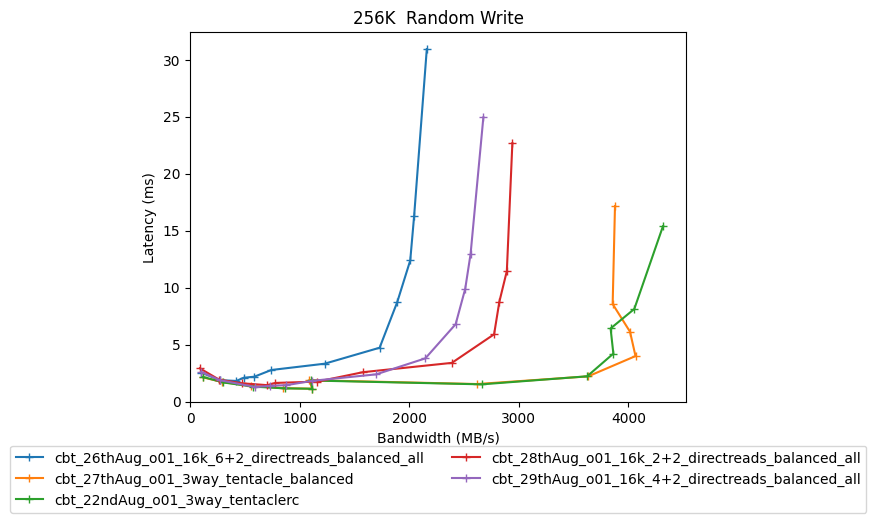 256K  Random Write
30
25
20
15
10
5
0
Latency (ms)
0 1000 2000 3000 4000
Bandwidth (MB/s)
cbt_26thAug_o01_16k_6+2_directreads_balanced_all
cbt_27thAug_o01_3way_tentacle_balanced
cbt_22ndAug_o01_3way_tentaclerc
cbt_28thAug_o01_16k_2+2_directreads_balanced_all
cbt_29thAug_o01_16k_4+2_directreads_balanced_all